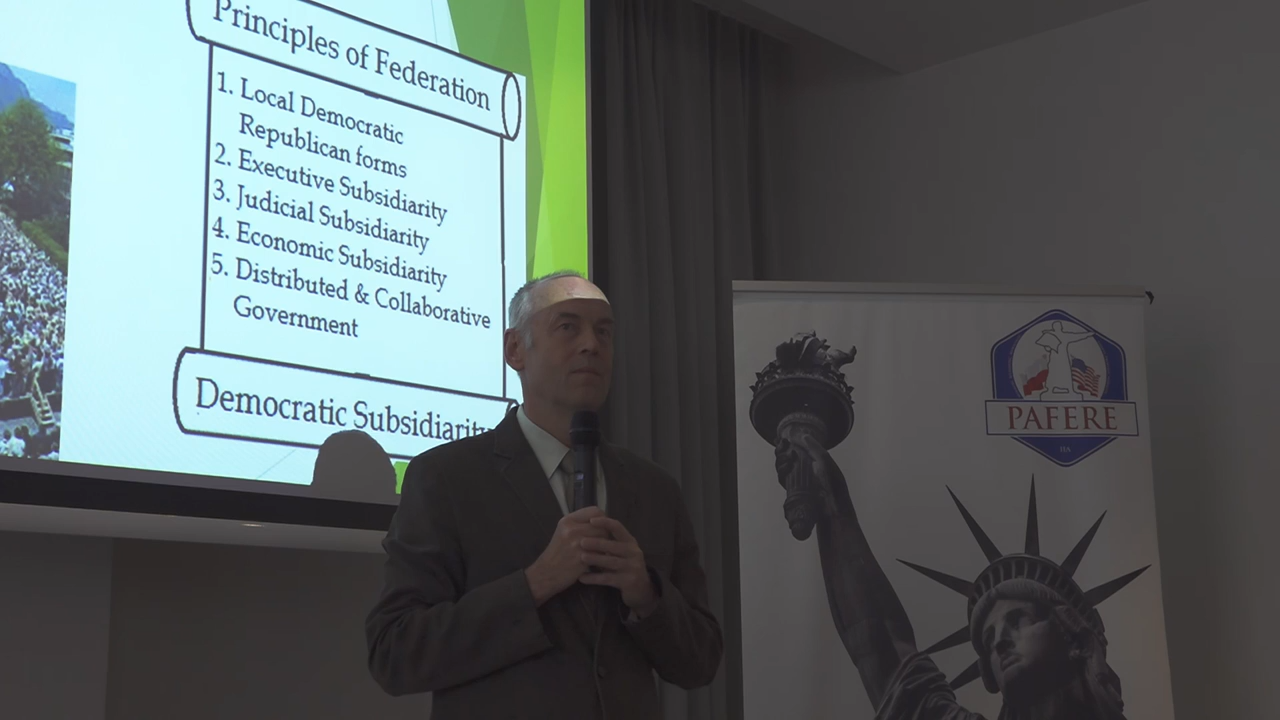 Principles of Federation
1. Local Democratic
Republican forms
2. Executive Subsidiarity
3. Judicial Subsidiarity
4. Economic Subsidiarity
5. Distributed & Collaborative
Government
Democratic Subsidiarity
PAFERE